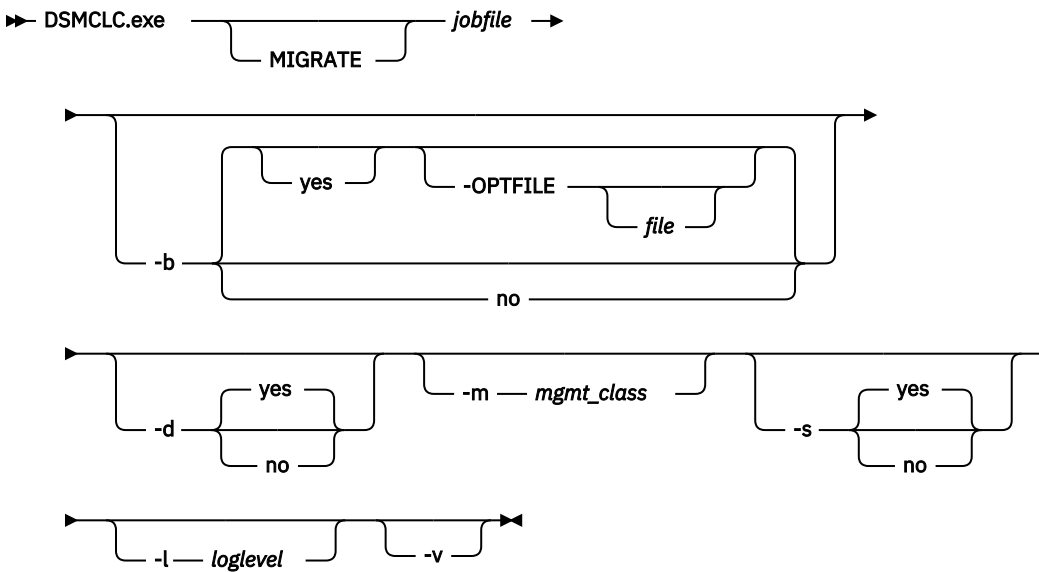 DSMCLC.exe jobfile
MIGRATE
yes -OPTFILE
file
-b
no
yes -m mgmt_class yes
-d -s
no no
-l loglevel -v